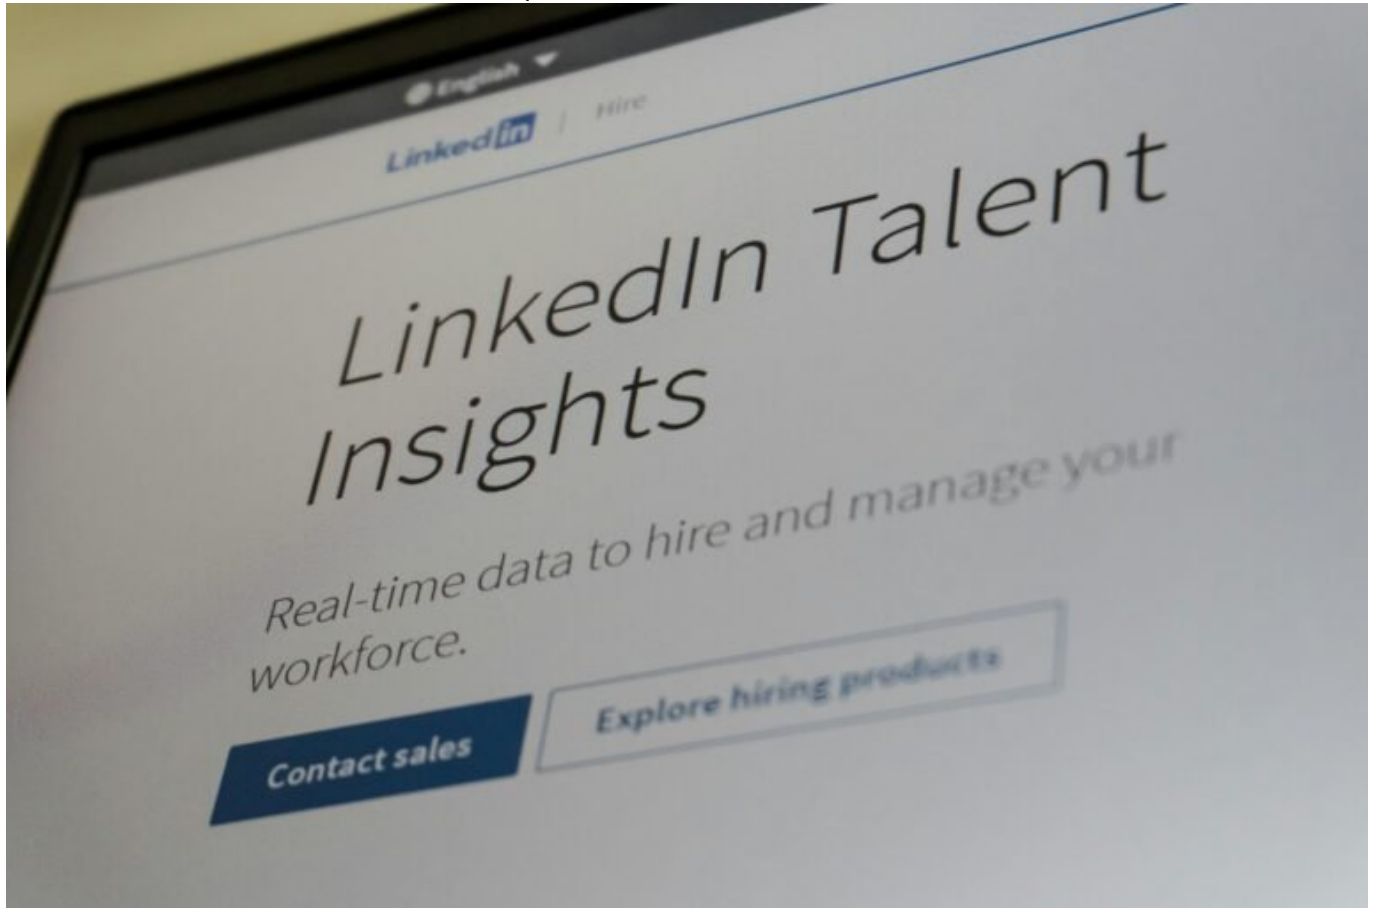 English
LinkedIn | Hire
LinkedIn Talent
Insights
Real-time data to hire and manage your
workforce.
Contact sales
Explore hiring products